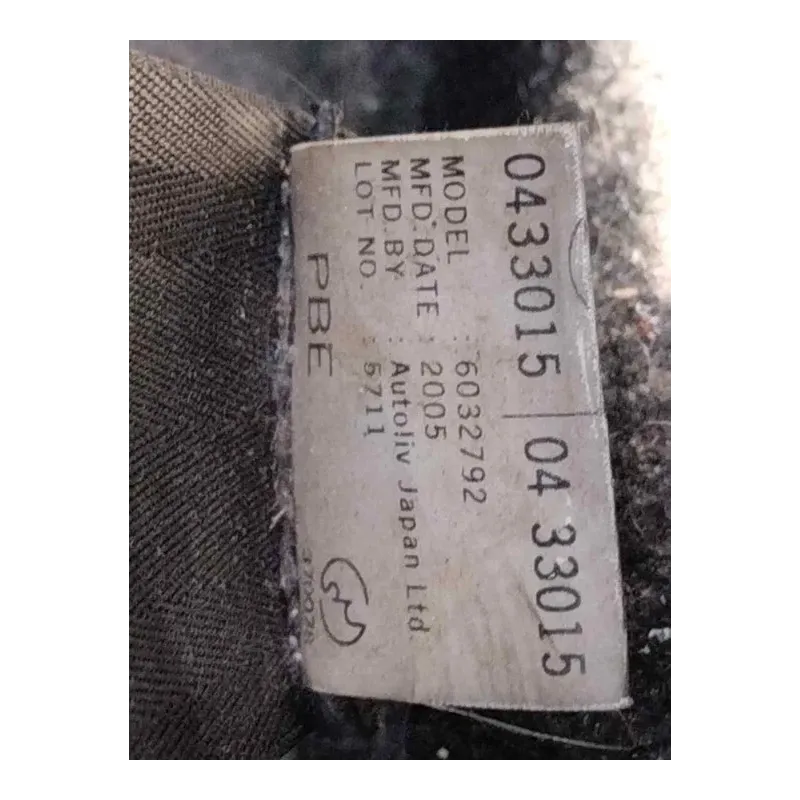 0433015 | 04 33015
MODEL : 6032792
MFD. DATE : 2005
MFD. BY : Autoliv Japan Ltd.
LOT NO. : 5711
PBE